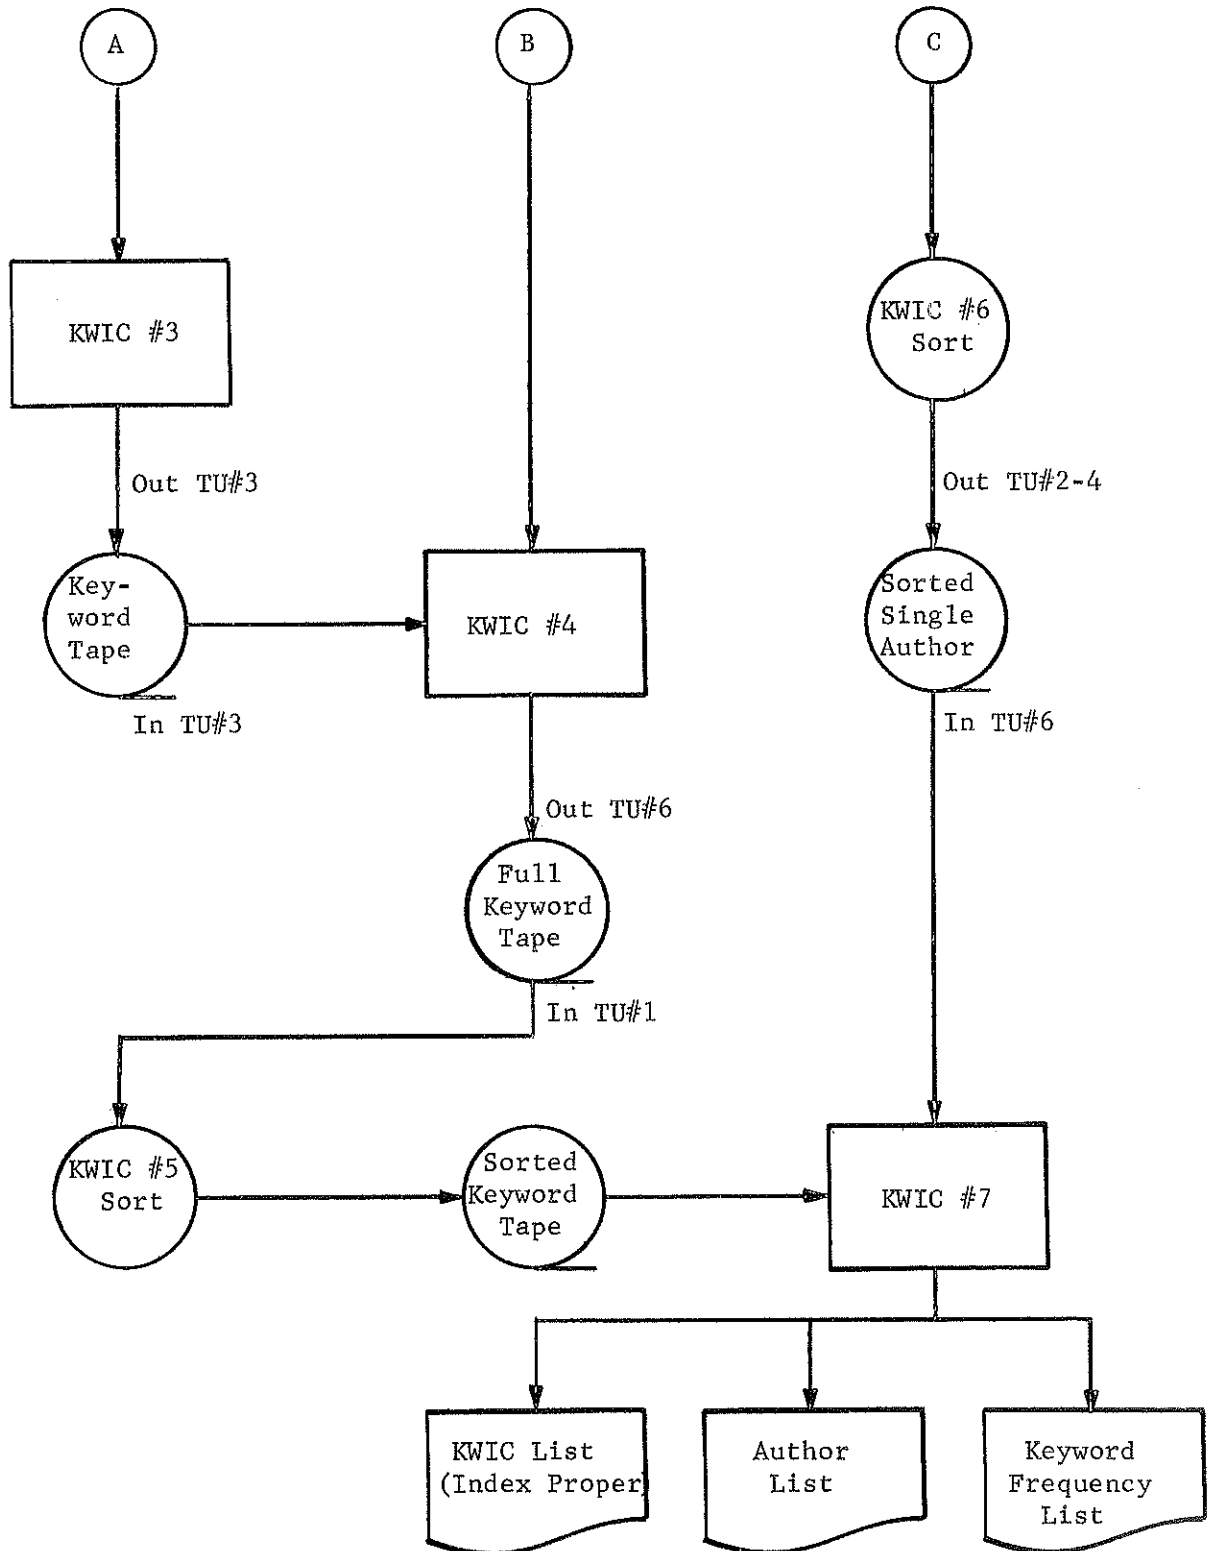 A
B
C
KWIC #3
KWIC #6
Sort
Out TU#3
Out TU#2-4
Key-
word
Tape
KWIC #4
Sorted
Single
Author
In TU#3
In TU#6
Out TU#6
Full
Keyword
Tape
In TU#1
KWIC #5
Sort
Sorted
Keyword
Tape
KWIC #7
KWIC List
(Index Proper)
Author
List
Keyword
Frequency
List